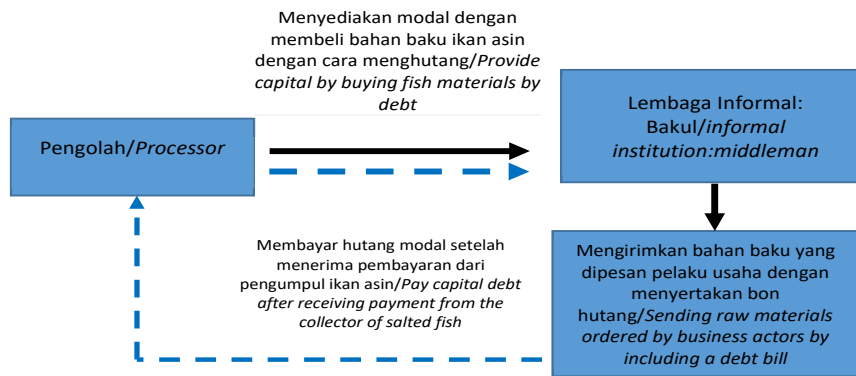 Menyediakan modal dengan
membeli bahan baku ikan asin
dengan cara menghutang/Provide
capital by buying fish materials by
debt
Pengolah/Processor
Lembaga Informal:
Bakul/informal
institution:middleman
Membayar hutang modal setelah
menerima pembayaran dari
pengumpul ikan asin/Pay capital debt
after receiving payment from the
collector of salted fish
Mengirimkan bahan baku yang
dipesan pelaku usaha dengan
menyertakan bon
hutang/Sending raw materials
ordered by business actors by
including a debt bill